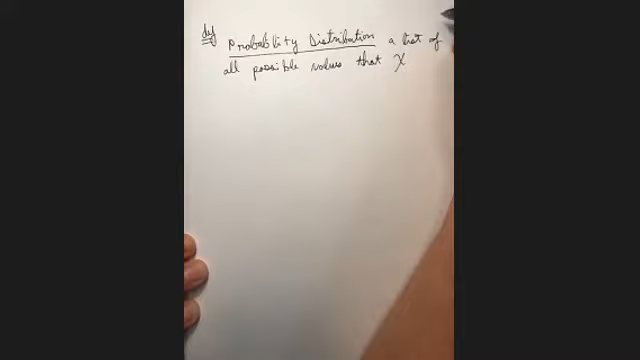 def Probability Distribution a list of
all possible values that X